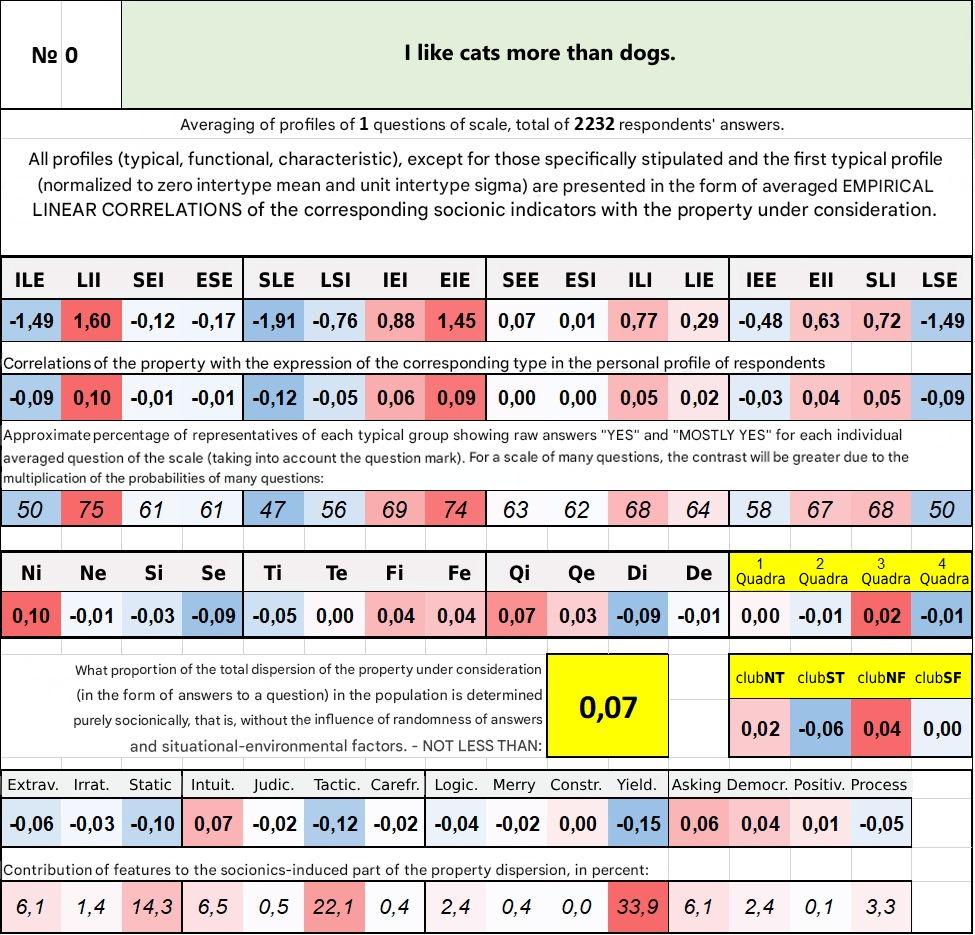 № 0
I like cats more than dogs.
Averaging of profiles of 1 questions of scale, total of 2232 respondents' answers.
All profiles (typical, functional, characteristic), except for those specifically stipulated and the first typical profile
(normalized to zero intertype mean and unit intertype sigma) are presented in the form of averaged EMPIRICAL
LINEAR CORRELATIONS of the corresponding socionic indicators with the property under consideration.
ILE LII SEI ESE SLE LSI IEI EIE SEE ESI ILI LIE IEE EII SLI LSE
-1,49 1,60 -0,12 -0,17 -1,91 -0,76 0,88 1,45 0,07 0,01 0,77 0,29 -0,48 0,63 0,72 -1,49
Correlations of the property with the expression of the corresponding type in the personal profile of respondents
-0,09 0,10 -0,01 -0,01 -0,12 -0,05 0,06 0,09 0,00 0,00 0,05 0,02 -0,03 0,04 0,05 -0,09
Approximate percentage of representatives of each typical group showing raw answers "YES" and "MOSTLY YES" for each individual
averaged question of the scale (taking into account the question mark). For a scale of many questions, the contrast will be greater due to the
multiplication of the probabilities of many questions:
50 75 61 61 47 56 69 74 63 62 68 64 58 67 68 50
Ni Ne Si Se Ti Te Fi Fe Qi Qe Di De 1 Quadra 2 Quadra 3 Quadra 4 Quadra
0,10 -0,01 -0,03 -0,09 -0,05 0,00 0,04 0,04 0,07 0,03 -0,09 -0,01 0,00 -0,01 0,02 -0,01
What proportion of the total dispersion of the property under consideration
(in the form of answers to a question) in the population is determined
purely socionically, that is, without the influence of randomness of answers
and situational-environmental factors. - NOT LESS THAN:
0,07
clubNT clubST clubNF clubSF
0,02 -0,06 0,04 0,00
Extrav. Irrat. Static Intuit. Judic. Tactic. Carefr. Logic. Merry Constr. Yield. Asking Democr. Positiv. Process
-0,06 -0,03 -0,10 0,07 -0,02 -0,12 -0,02 -0,04 -0,02 0,00 -0,15 0,06 0,04 0,01 -0,05
Contribution of features to the socionics-induced part of the property dispersion, in percent:
6,1 1,4 14,3 6,5 0,5 22,1 0,4 2,4 0,4 0,0 33,9 6,1 2,4 0,1 3,3